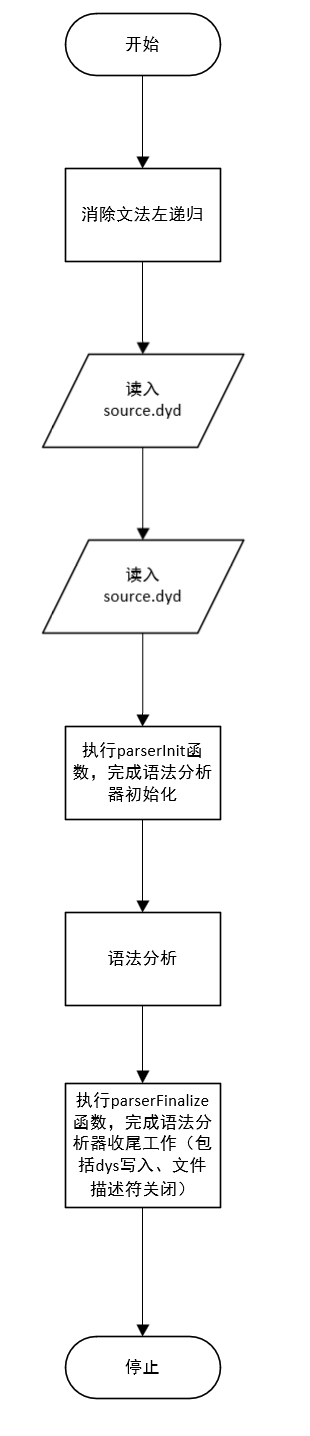 开始
消除文法左递归
读入
source.dyd
读入
source.dyd
执行parserInit函
数，完成语法分析
器初始化
语法分析
执行parserFinalize
函数，完成语法分
析器收尾工作（包
括dys写入、文件
描述符关闭）
停止